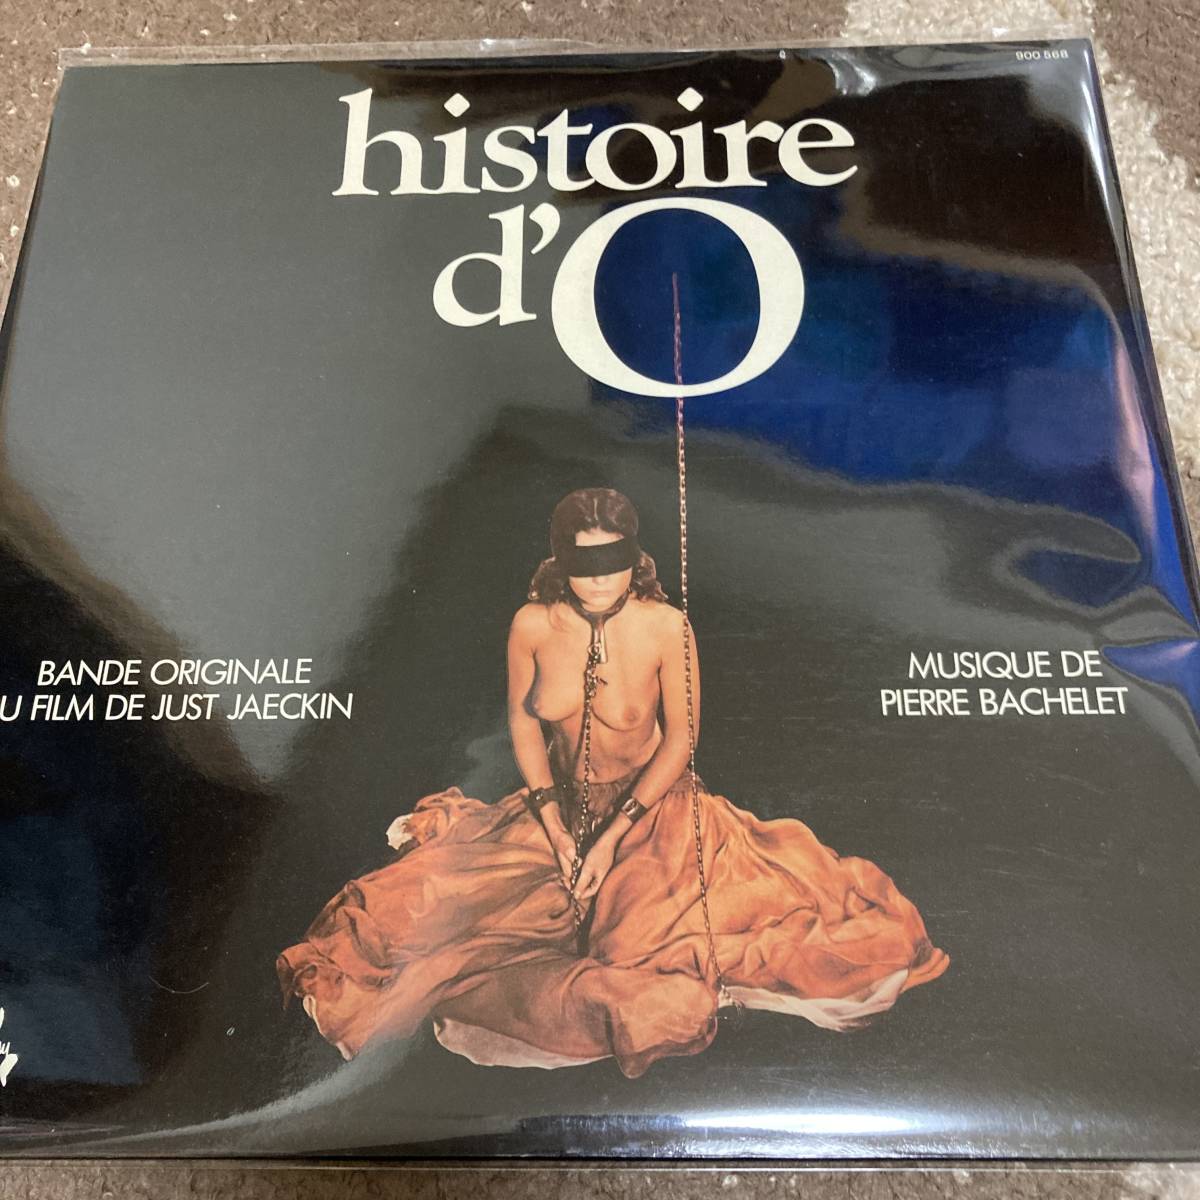 900 568
histoire
d'O
BANDE ORIGINALE
U FILM DE JUST JAECKIN
MUSIQUE DE
PIERRE BACHELET